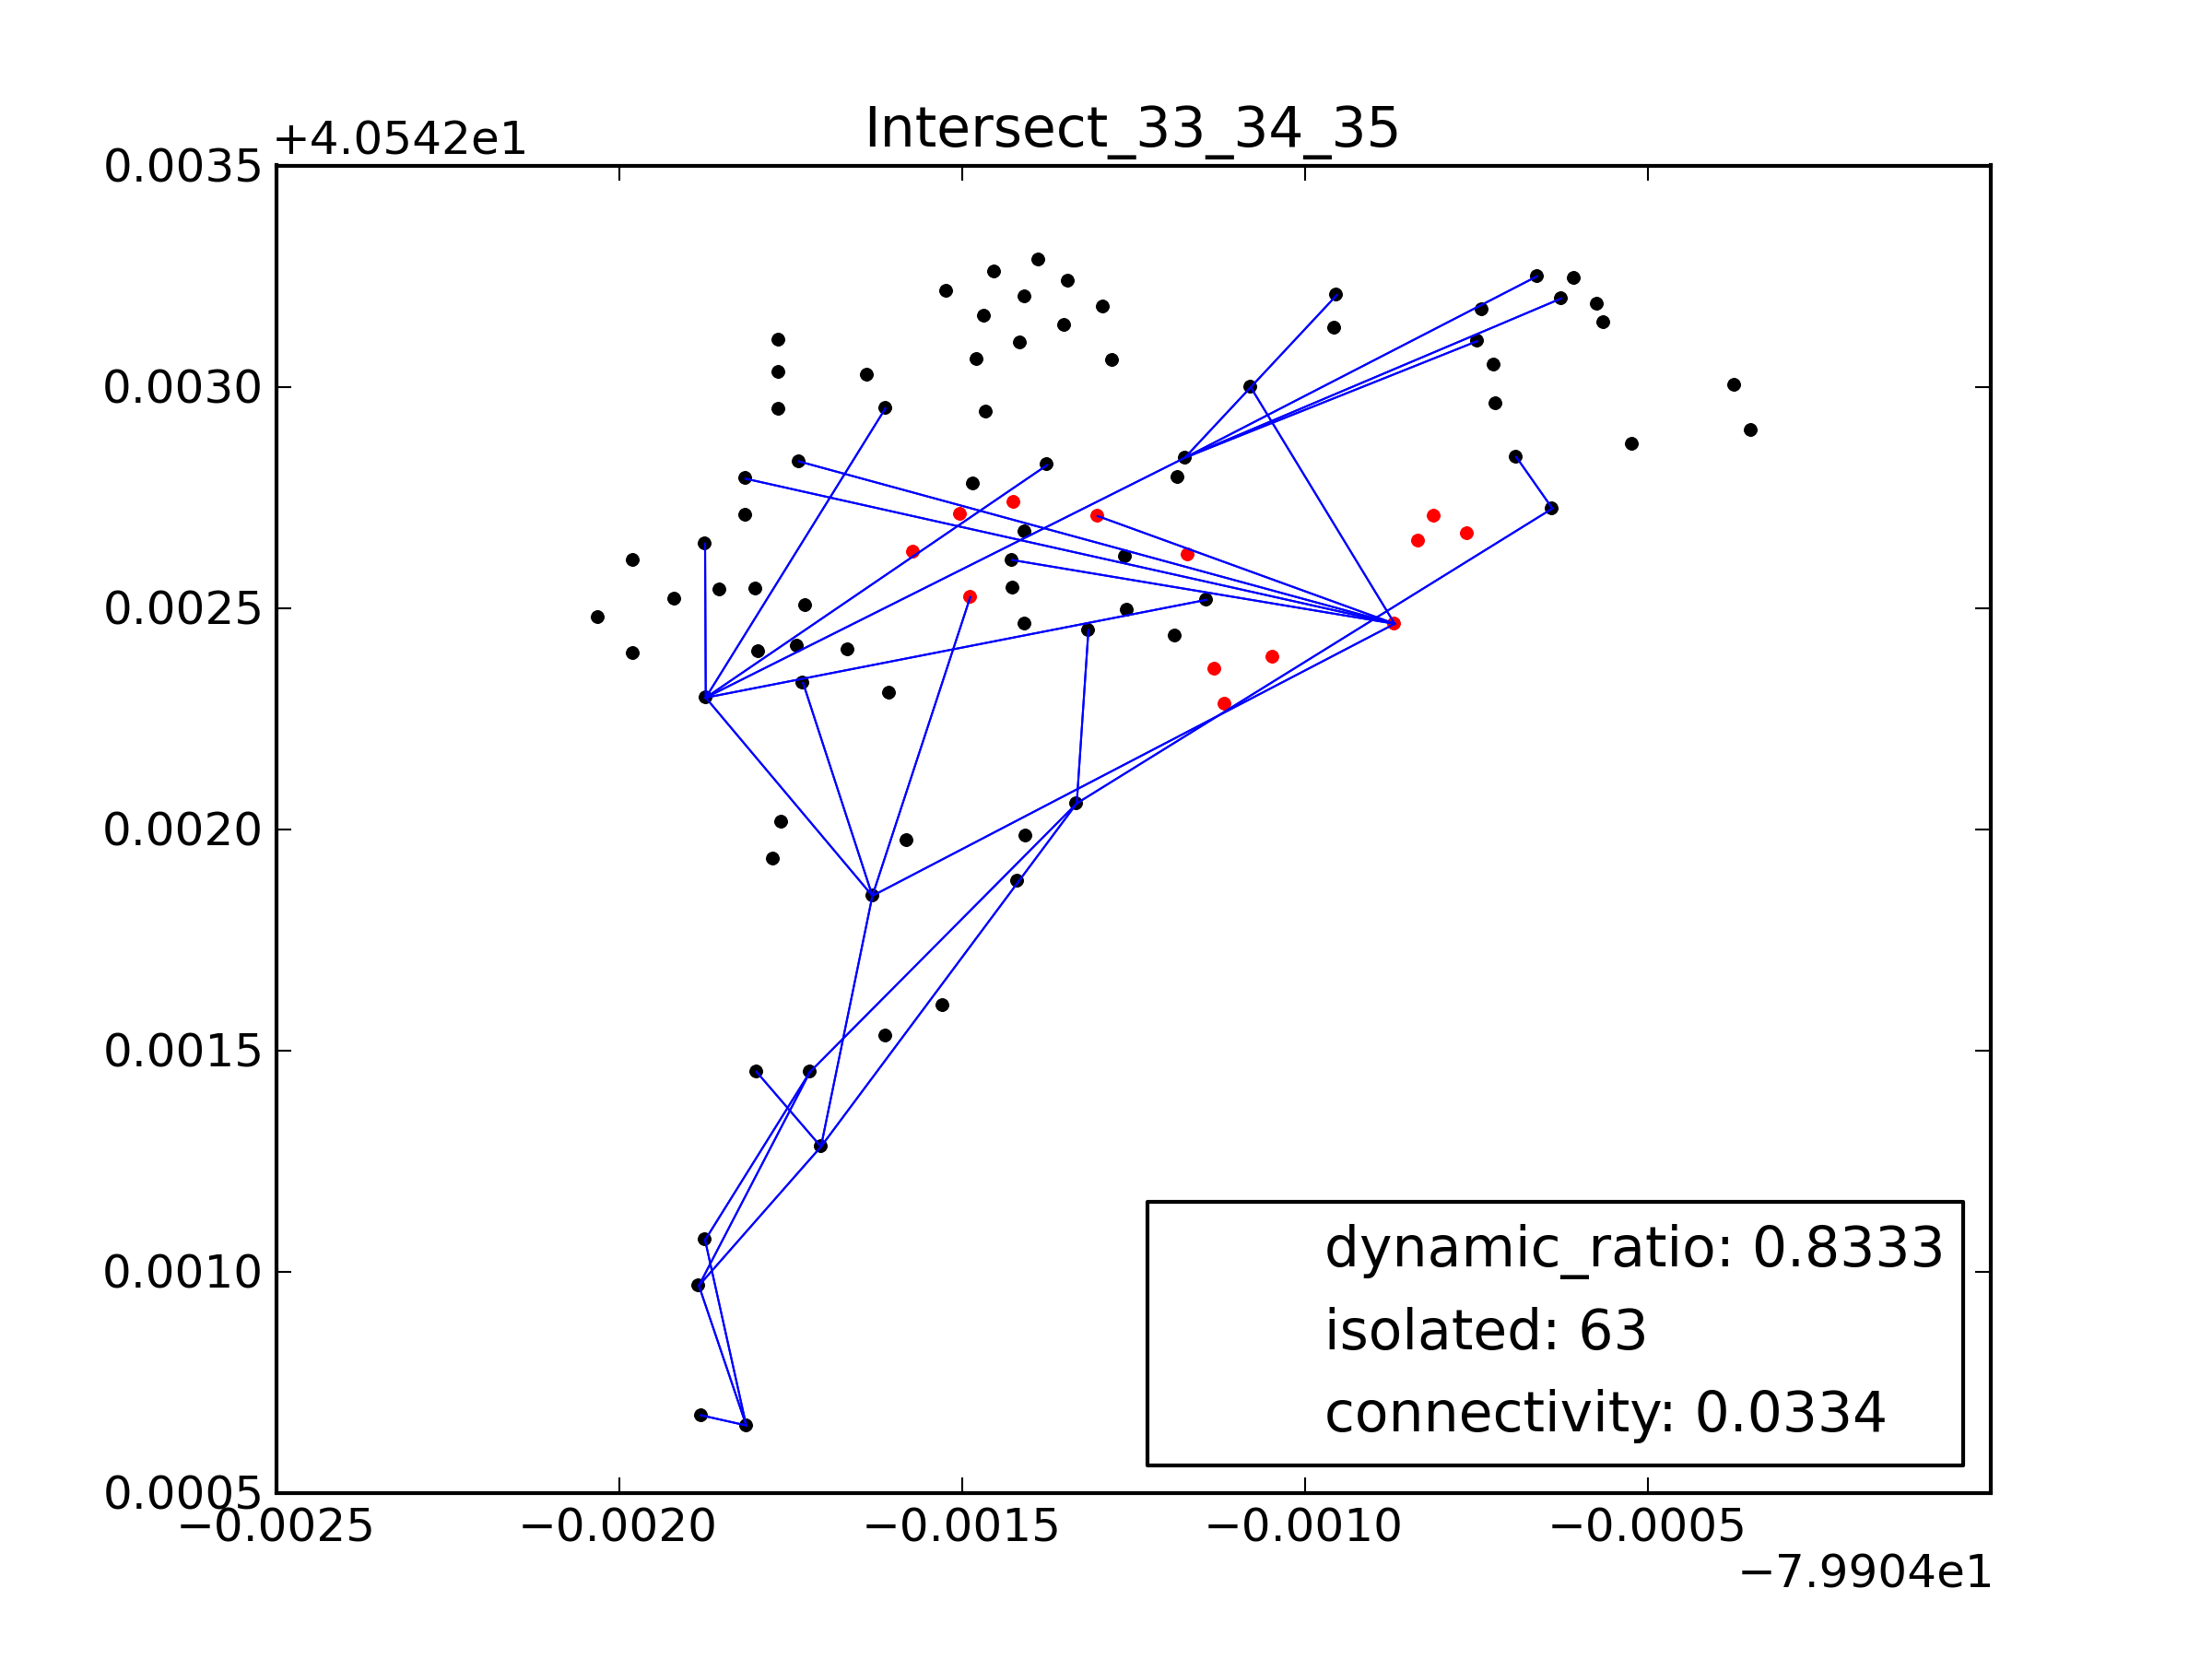 Intersect_33_34_35
+4.0542e1
0.0035
0.0030
0.0025
0.0020
0.0015
0.0010
0.0005
dynamic_ratio: 0.8333
isolated: 63
connectivity: 0.0334
−0.0025 −0.0020 −0.0015 −0.0010 −0.0005
−7.9904e1